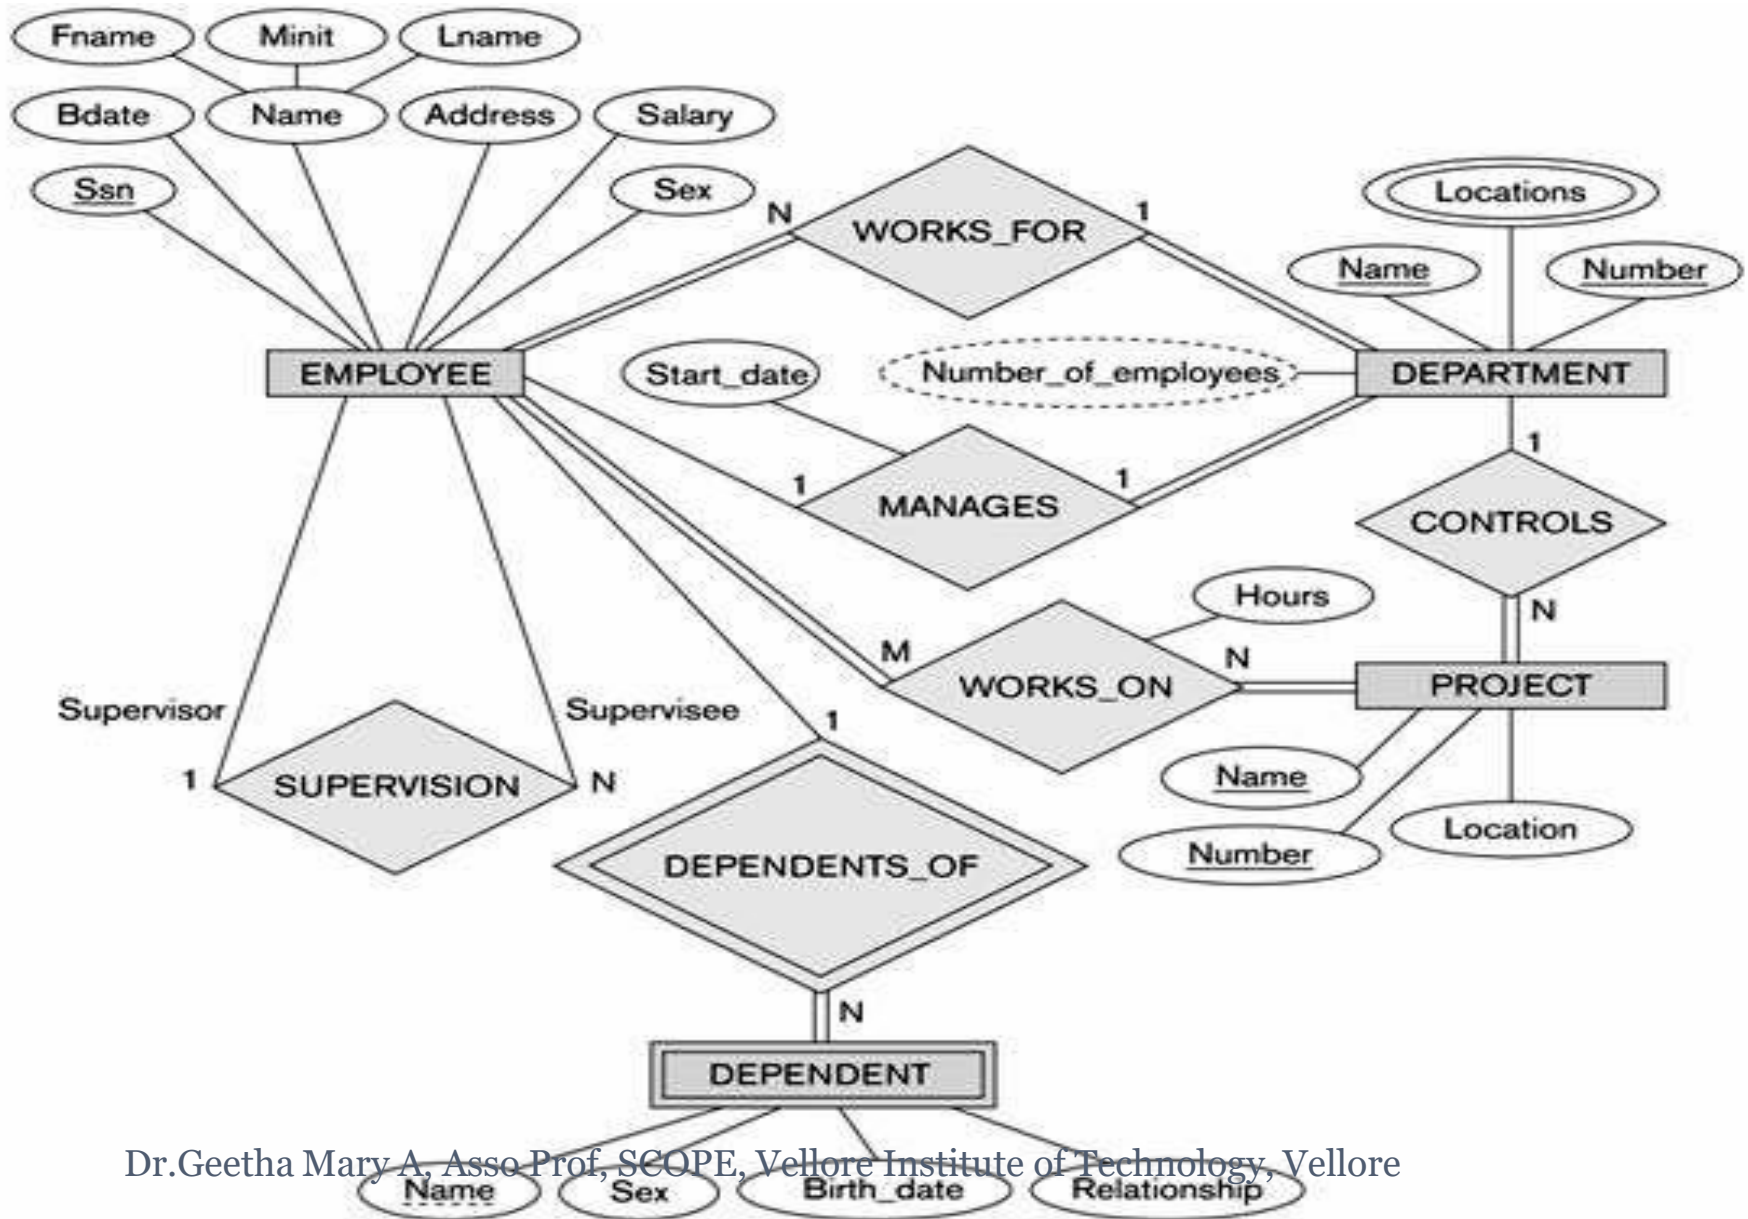 Fname Minit Lname
Bdate Name Address Salary
Ssn Sex
N WORKS_FOR 1
Locations
Name Number
EMPLOYEE Start_date Number_of_employees DEPARTMENT
1 MANAGES 1
1
CONTROLS
N
Hours
M WORKS_ON N
PROJECT
Supervisor Supervisee
1 SUPERVISION N
1
Name
Number Location
DEPENDENTS_OF
N
DEPENDENT
Dr.Geetha Mary A, Asso Prof, SCOPE, Vellore Institute of Technology, Vellore
Name Sex Birth_date Relationship